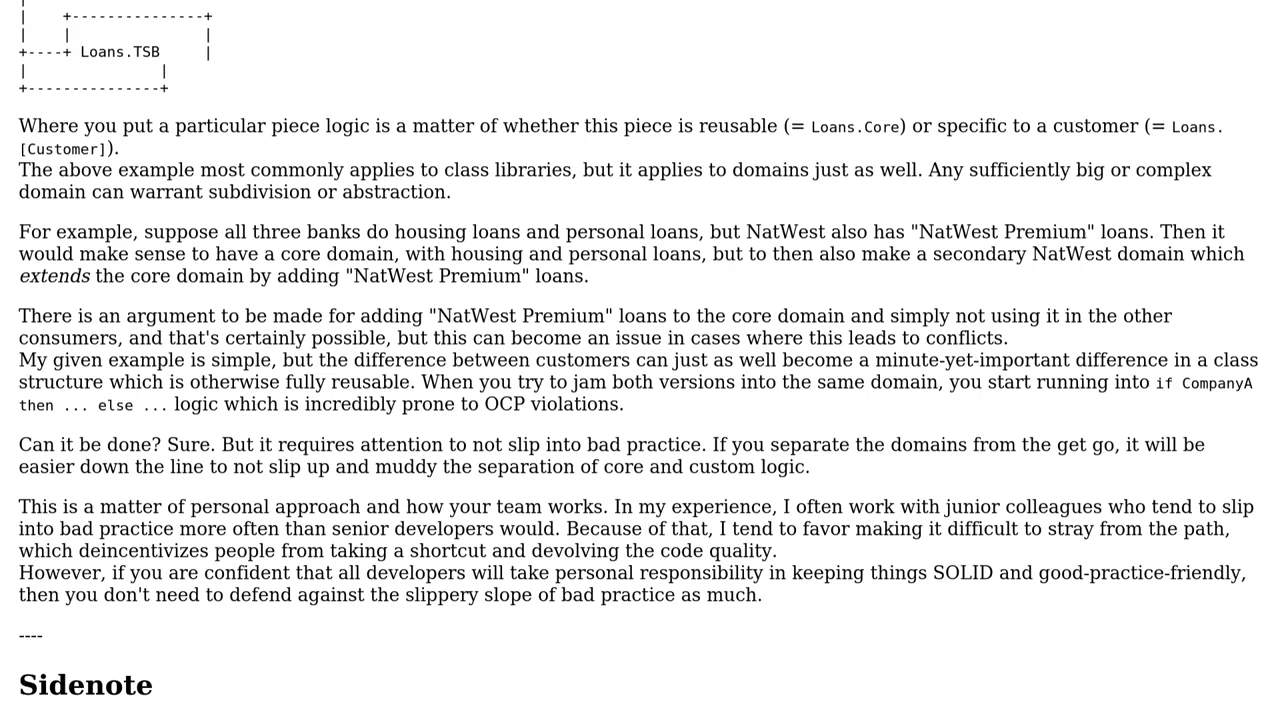 |
|    +---------------+
|    |               |
+----+ Loans.TSB     |
|               |
+---------------+
Where you put a particular piece logic is a matter of whether this piece is reusable (= Loans.Core) or specific to a customer (= Loans.
[Customer]).
The above example most commonly applies to class libraries, but it applies to domains just as well. Any sufficiently big or complex
domain can warrant subdivision or abstraction.
For example, suppose all three banks do housing loans and personal loans, but NatWest also has "NatWest Premium" loans. Then it
would make sense to have a core domain, with housing and personal loans, but to then also make a secondary NatWest domain which
extends the core domain by adding "NatWest Premium" loans.
There is an argument to be made for adding "NatWest Premium" loans to the core domain and simply not using it in the other
consumers, and that's certainly possible, but this can become an issue in cases where this leads to conflicts.
My given example is simple, but the difference between customers can just as well become a minute-yet-important difference in a class
structure which is otherwise fully reusable. When you try to jam both versions into the same domain, you start running into if CompanyA
then ... else ... logic which is incredibly prone to OCP violations.
Can it be done? Sure. But it requires attention to not slip into bad practice. If you separate the domains from the get go, it will be
easier down the line to not slip up and muddy the separation of core and custom logic.
This is a matter of personal approach and how your team works. In my experience, I often work with junior colleagues who tend to slip
into bad practice more often than senior developers would. Because of that, I tend to favor making it difficult to stray from the path,
which deincentivizes people from taking a shortcut and devolving the code quality.
However, if you are confident that all developers will take personal responsibility in keeping things SOLID and good-practice-friendly,
then you don't need to defend against the slippery slope of bad practice as much.
----
Sidenote